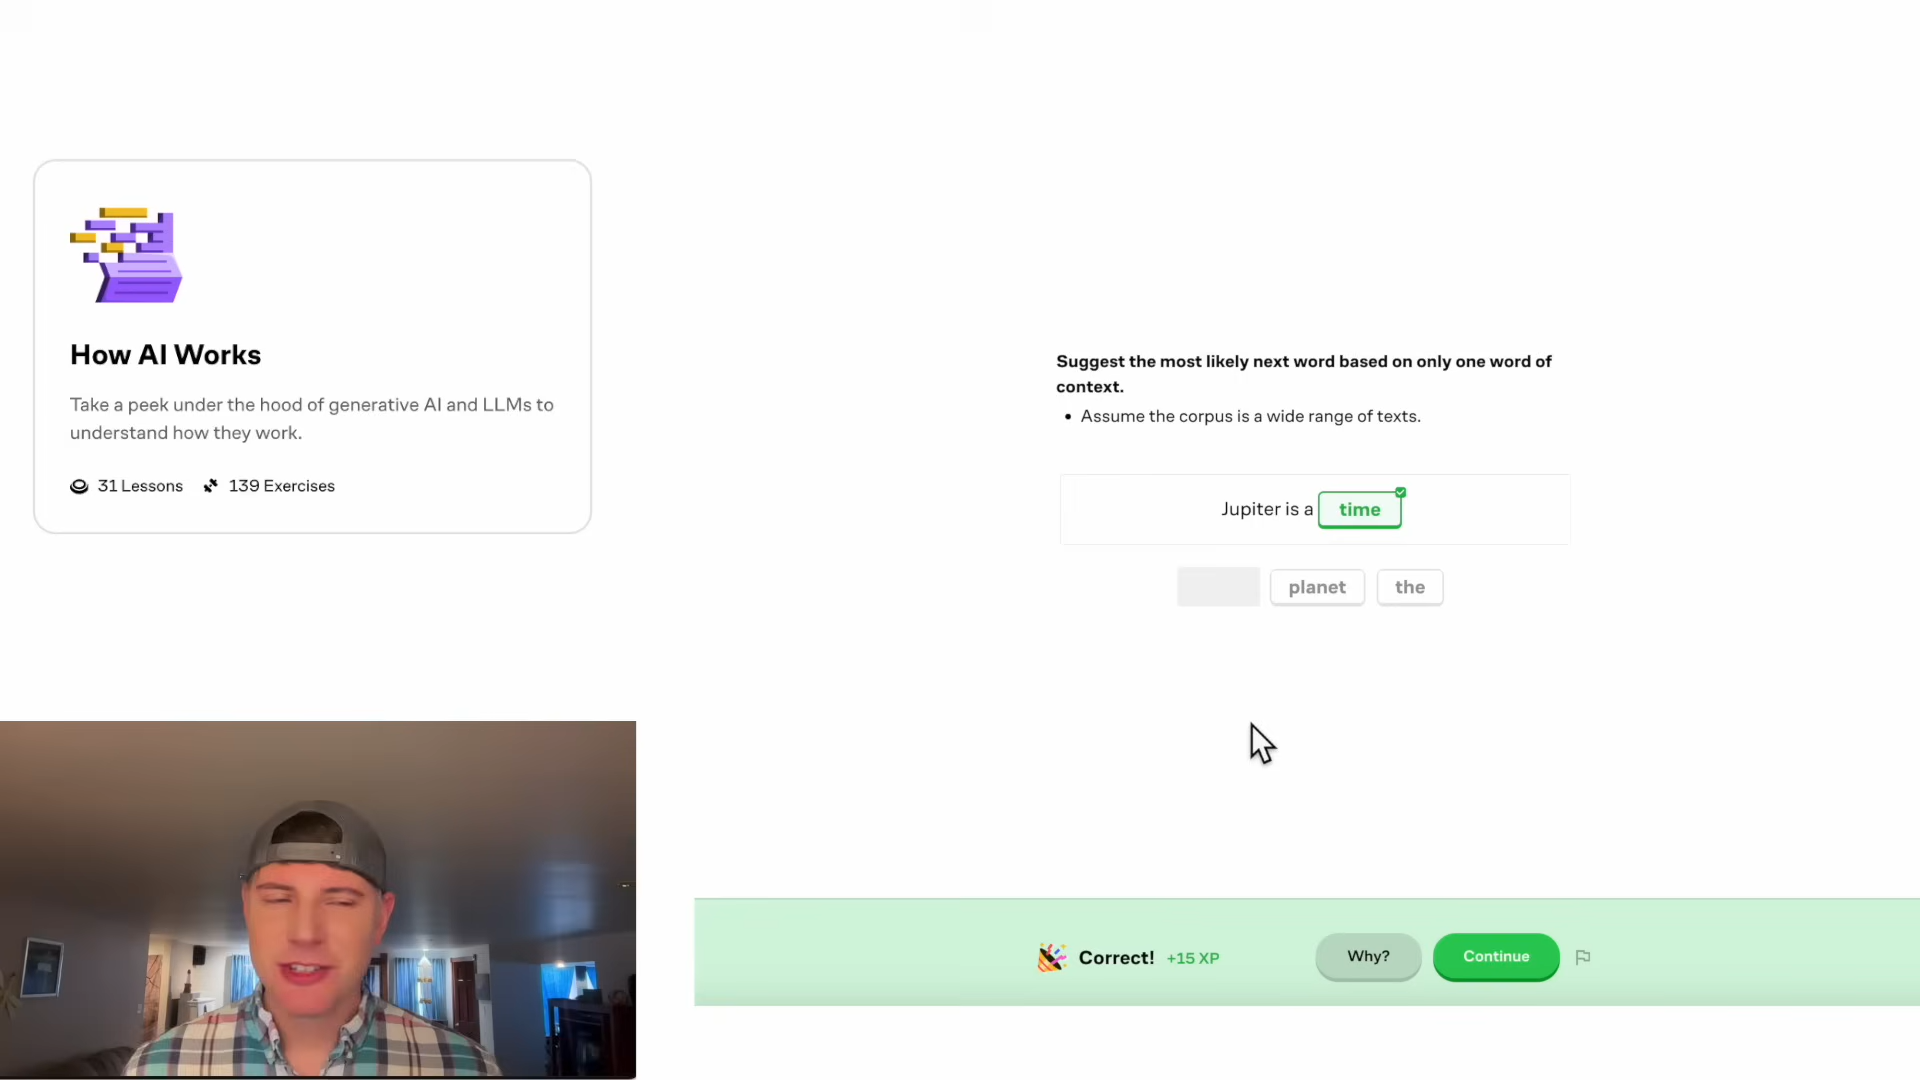 How AI Works
Take a peek under the hood of generative AI and LLMs to
understand how they work.
31 Lessons 139 Exercises
Suggest the most likely next word based on only one word of
context.
• Assume the corpus is a wide range of texts.
Jupiter is a time
planet the
Correct! +15 XP Why? Continue